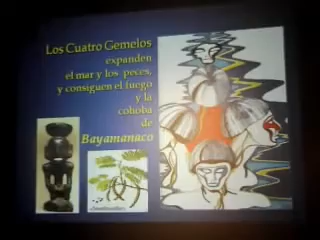 Los Cuatro Gemelos
expanden
el mar y los peces,
y consiguen el fuego
y la
cohoba
de
Bayamanaco